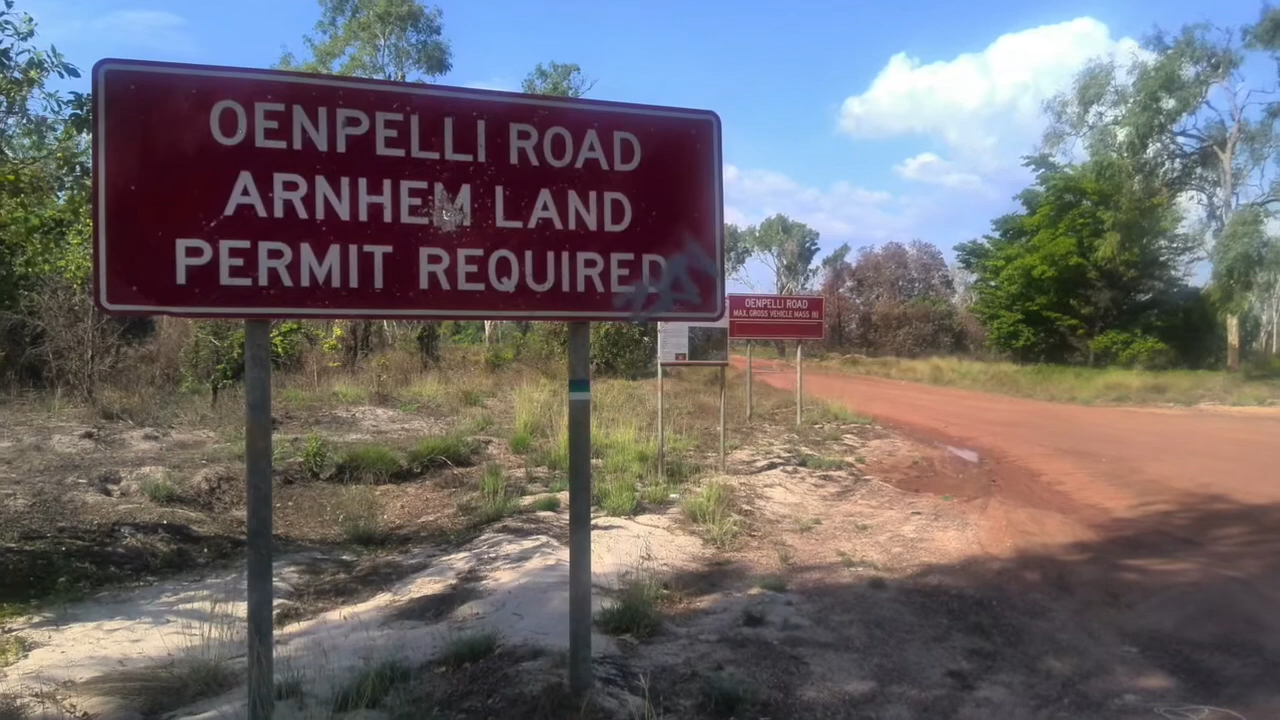 OENPELLI ROAD
ARNHEM LAND
PERMIT REQUIRED
OENPELLI ROAD
MAX. GROSS VEHICLE MASS (t)